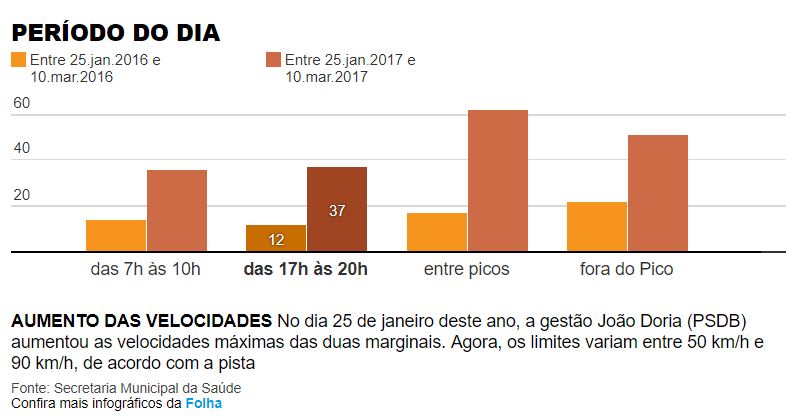 PERÍODO DO DIA
Entre 25.jan.2016 e
10.mar.2016
Entre 25.jan.2017 e
10.mar.2017
60
40
20
12
37
das 7h às 10h
das 17h às 20h
entre picos
fora do Pico
AUMENTO DAS VELOCIDADES No dia 25 de janeiro deste ano, a gestão João Doria (PSDB)
aumentou as velocidades máximas das duas marginais. Agora, os limites variam entre 50 km/h e
90 km/h, de acordo com a pista
Fonte: Secretaria Municipal da Saúde
Confira mais infográficos da Folha